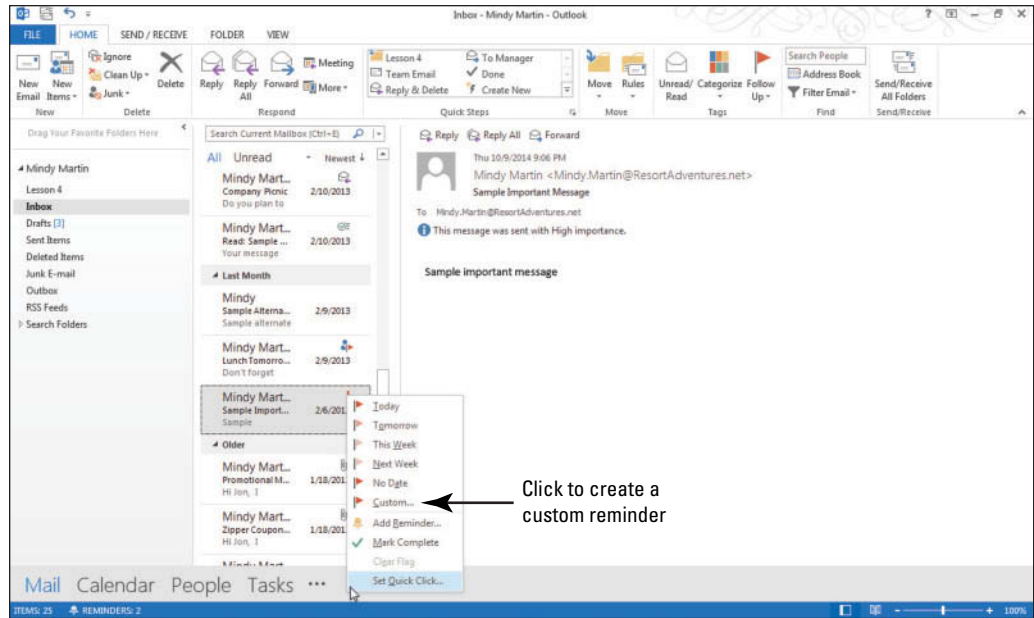 Inbox - Mindy Martin - Outlook
FILE HOME SEND / RECEIVE FOLDER VIEW
New Email
New Items
New
Ignore
Clean Up
Junk
Delete
Delete
Reply
Reply All
Forward
Meeting
More
Respond
Lesson 4
Team Email
Reply & Delete
To Manager
Done
Create New
Quick Steps
Move
Rules
Move
Unread/ Read
Categorize
Follow Up
Tags
Search People
Address Book
Filter Email
Find
Send/Receive All Folders
Send/Receive
Drag Your Favorite Folders Here
Mindy Martin
Lesson 4
Inbox
Drafts [3]
Sent Items
Deleted Items
Junk E-mail
Outbox
RSS Feeds
Search Folders
Search Current Mailbox (Ctrl+E)
All Unread Newest
Mindy Mart...
Company Picnic 2/10/2013
Do you plan to
Mindy Mart...
Read: Sample ... 2/10/2013
Your message
Last Month
Mindy
Sample Alterna... 2/9/2013
Sample alternate
Mindy Mart...
Lunch Tomorro... 2/9/2013
Don't forget
Mindy Mart...
Sample Import... 2/6/201
Sample
Older
Mindy Mart...
Promotional M... 1/18/201
Hi Jon, I
Mindy Mart...
Zipper Coupon... 1/18/201
Hi Jon, I
Mindy Mart
Reply Reply All Forward
Thu 10/9/2014 9:06 PM
Mindy Martin <Mindy.Martin@ResortAdventures.net>
Sample Important Message
To Mindy.Martin@ResortAdventures.net
This message was sent with High importance.
Sample important message
Today
Tomorrow
This Week
Next Week
No Date
Custom...
Add Reminder...
Mark Complete
Clear Flag
Set Quick Click...
Click to create a
custom reminder
Mail Calendar People Tasks ...
ITEMS: 25 REMINDERS: 2
100%